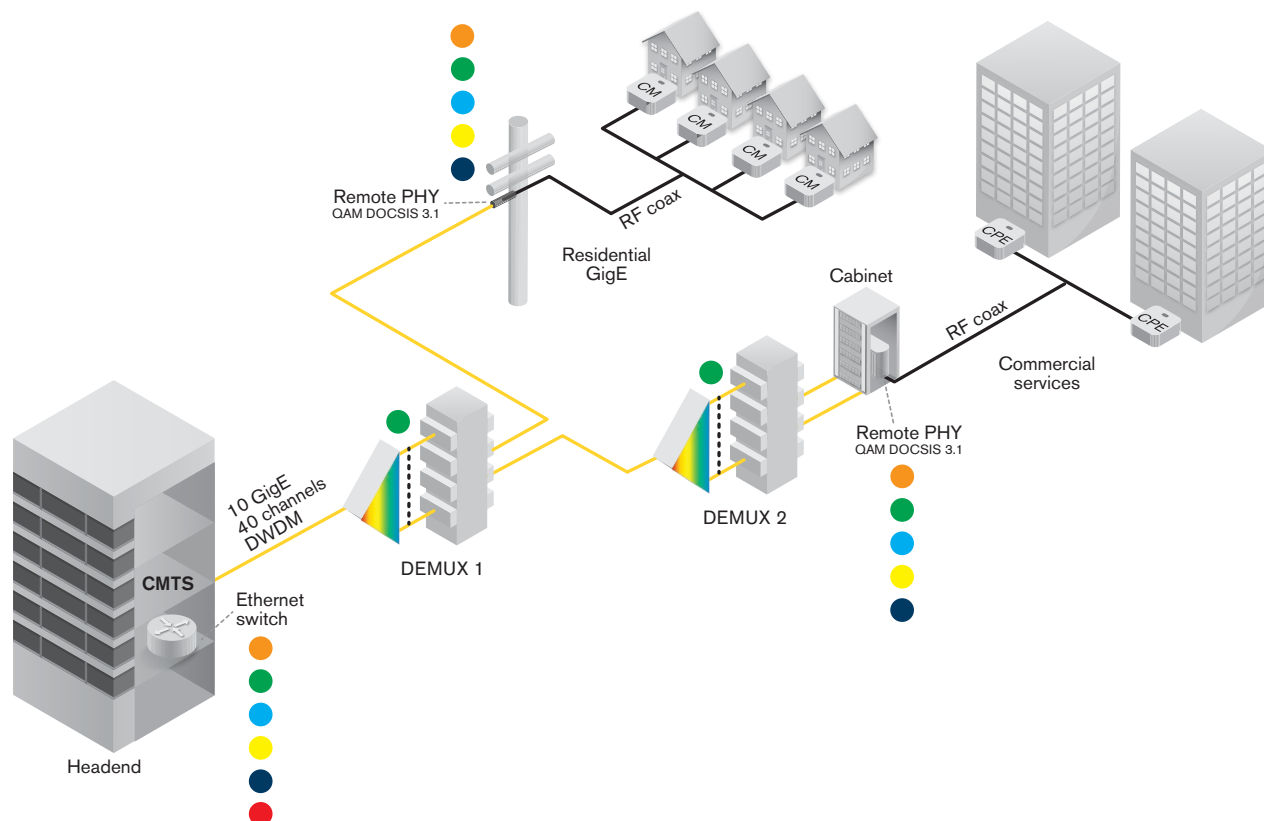 CM
CM
CM
CM
Remote PHY
QAM DOCSIS 3.1
RF coax
Residential
GigE
CPE
CPE
Cabinet
RF coax
Commercial
services
Remote PHY
QAM DOCSIS 3.1
10 GigE
40 channels
DWDM
DEMUX 1
DEMUX 2
CMTS
Ethernet
switch
Headend